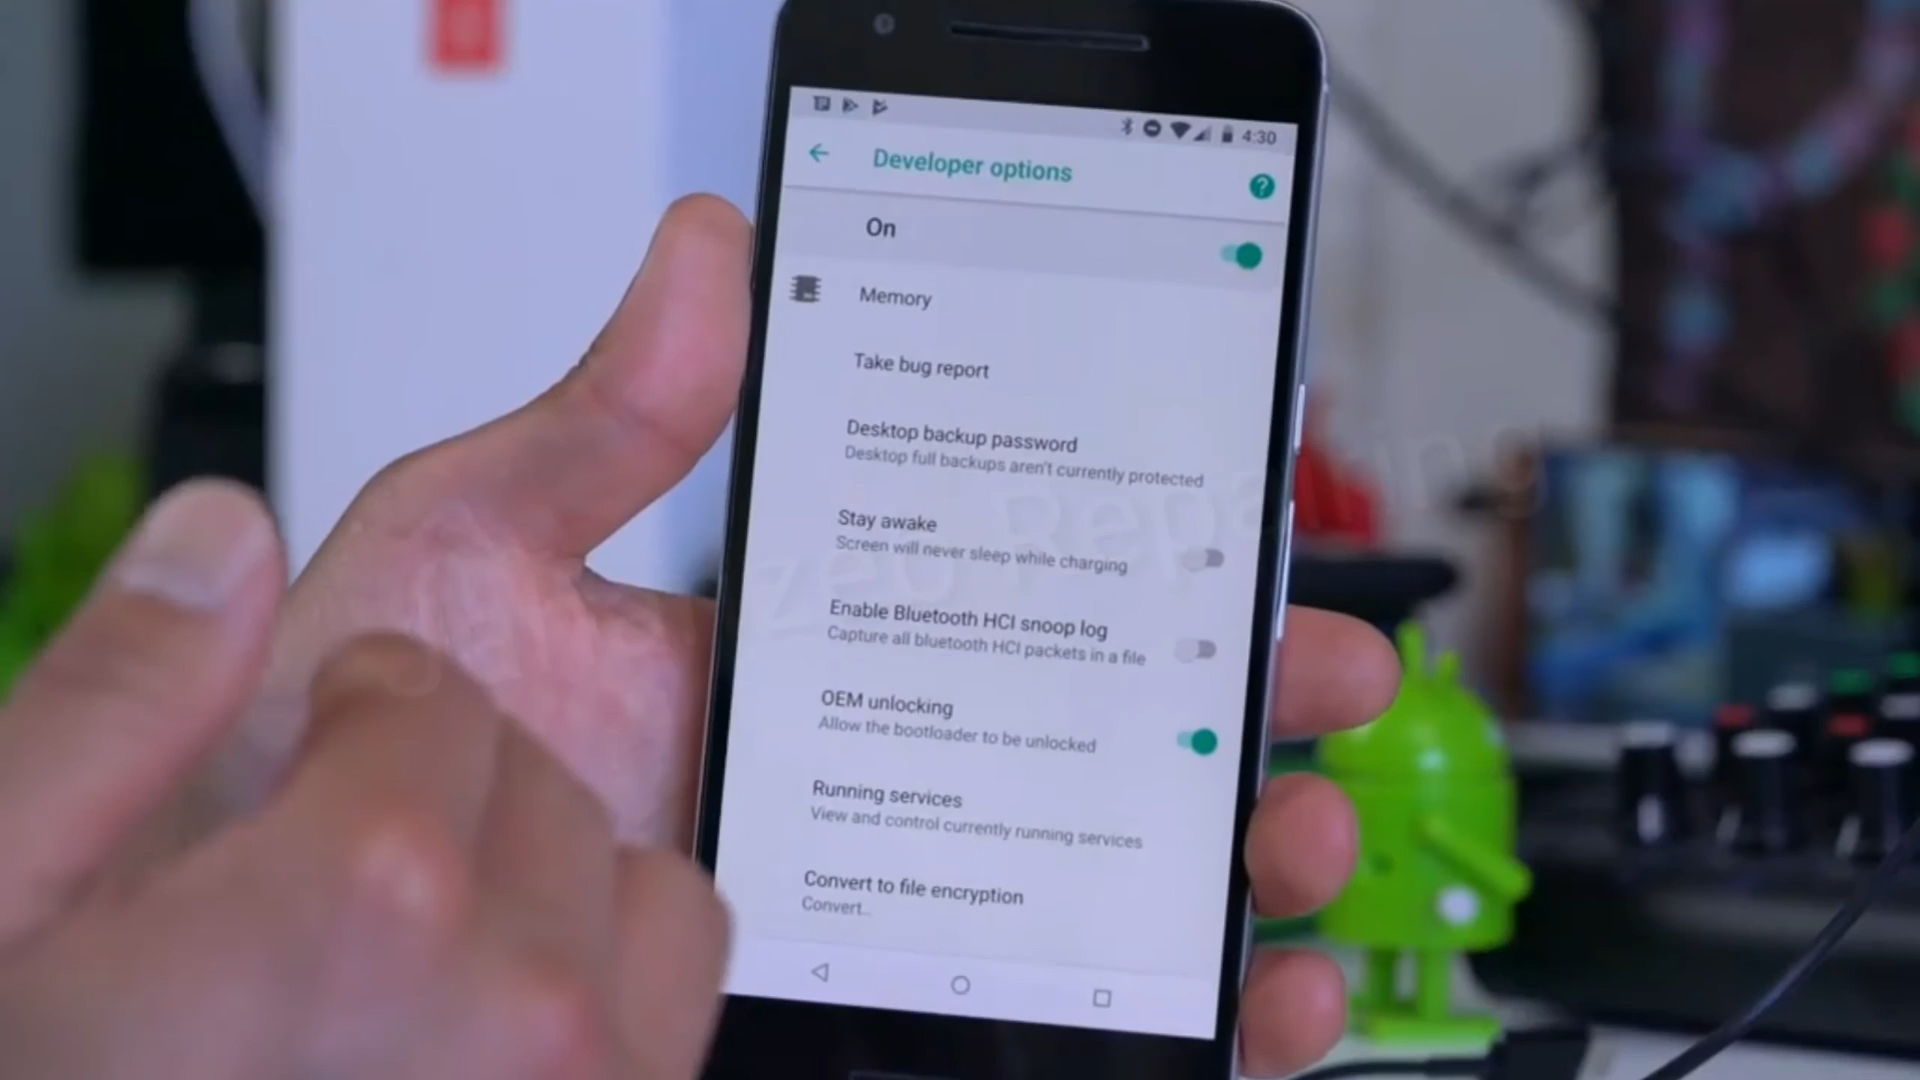 4:30
Developer options
On
Memory
Take bug report
Desktop backup password
Desktop full backups aren't currently protected
Stay awake
Screen will never sleep while charging
Enable Bluetooth HCI snoop log
Capture all bluetooth HCI packets in a file
OEM unlocking
Allow the bootloader to be unlocked
Running services
View and control currently running services
Convert to file encryption
Convert..